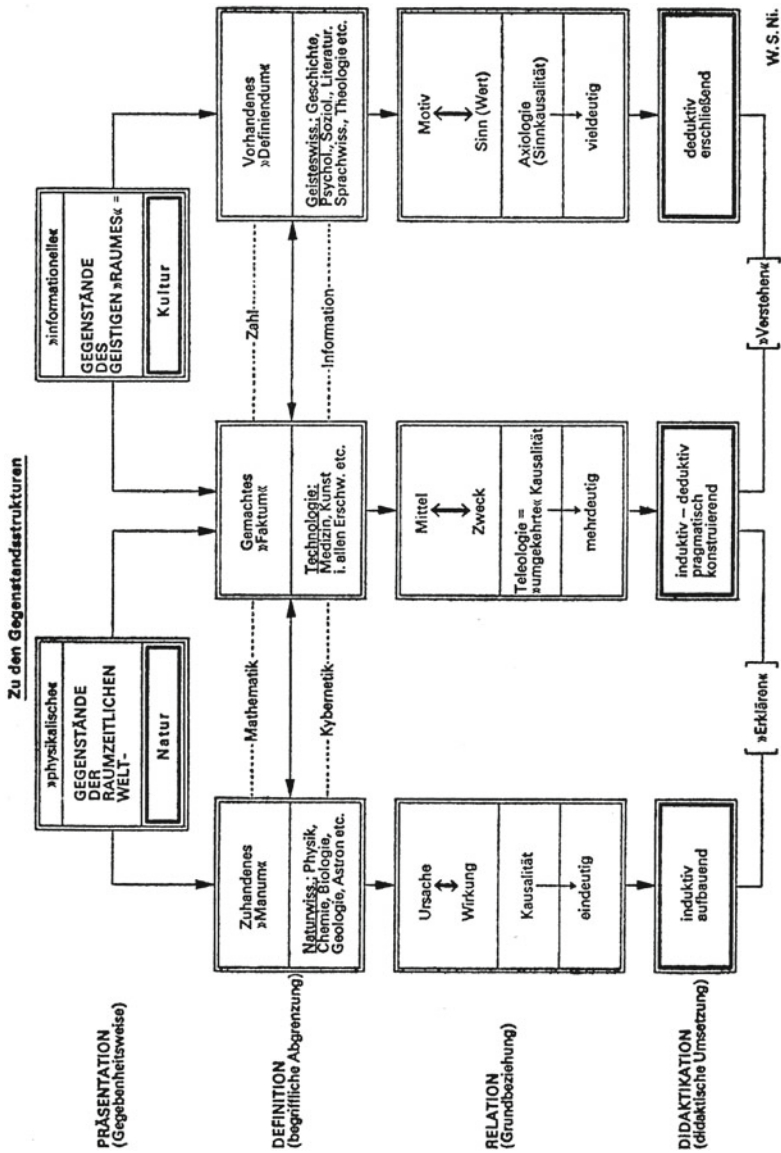 Zu den Gegenstandsstrukturen
PRÄSENTATION
(Gegebenheitsweise)
»physikalische«
GEGENSTÄNDE
DER
RAUMZEITLICHEN
WELT-
Natur
»informationelle«
GEGENSTÄNDE
DES
GEISTIGEN »RAUMES« =
Kultur
DEFINITION
(begriffliche Abgrenzung)
Zuhandenes
»Manum«
Naturwiss.: Physik,
Chemie, Biologie,
Geologie, Astron etc.
Mathematik
Kybernetik
Gemachtes
»Faktum«
Technologie:
Medizin, Kunst
i. allen Erschw. etc.
Zahl
Information
Vorhandenes
»Definiendum«
Geisteswiss.: Geschichte,
Psychol., Soziol., Literatur.
Sprachwiss., Theologie etc.
RELATION
(Grundbeziehung)
Ursache
Wirkung
Kausalität
eindeutig
Mittel
Zweck
Teleologie =
»umgekehrte« Kausalität
mehrdeutig
Motiv
Sinn (Wert)
Axiologie
(Sinnkausalität)
vieldeutig
DIDAKTIKATION
(didaktische Umsetzung)
induktiv
aufbauend
induktiv – deduktiv
pragmatisch
konstruierend
deduktiv
erschließend
[»Erklären«]
[»Verstehen«]
W. S. Ni.